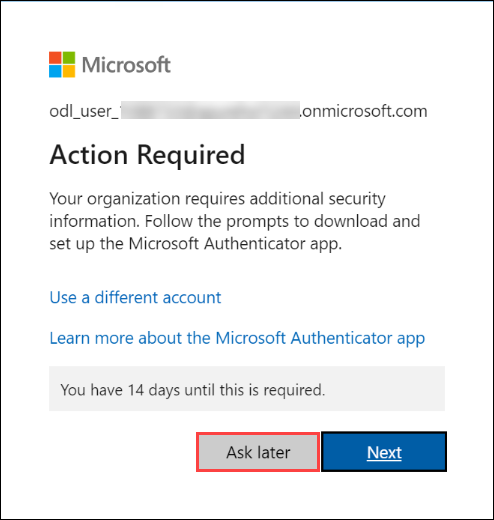 Microsoft
odl_user_ .onmicrosoft.com
Action Required
Your organization requires additional security
information. Follow the prompts to download and
set up the Microsoft Authenticator app.
Use a different account
Learn more about the Microsoft Authenticator app
You have 14 days until this is required.
Ask later
Next